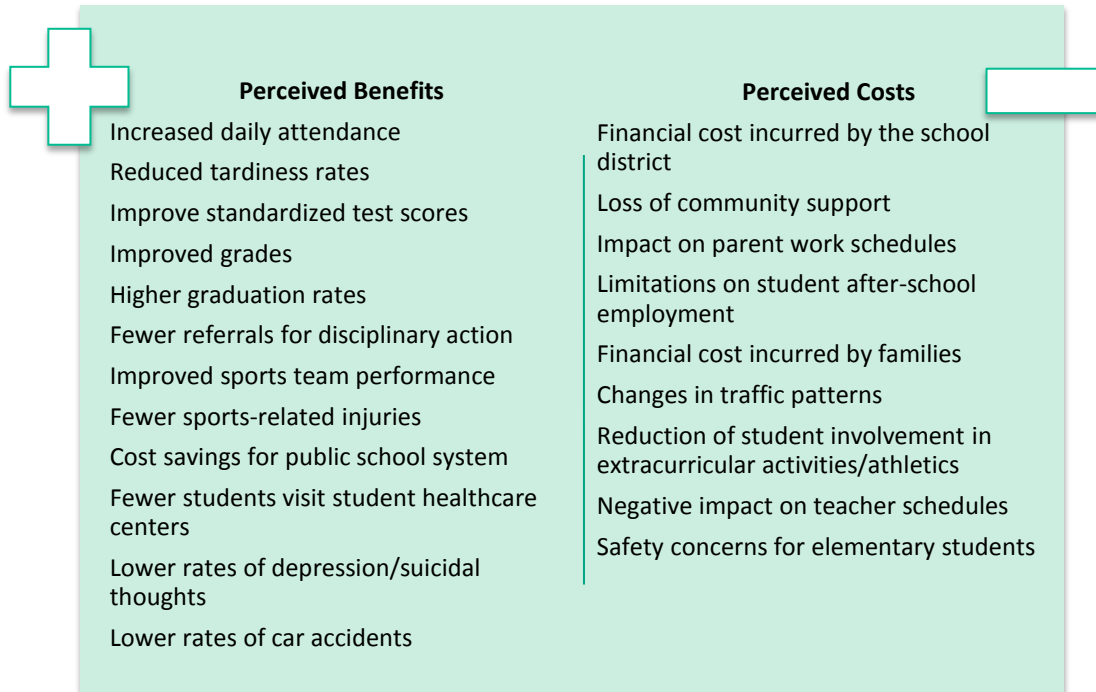 Perceived Benefits
Increased daily attendance
Reduced tardiness rates
Improve standardized test scores
Improved grades
Higher graduation rates
Fewer referrals for disciplinary action
Improved sports team performance
Fewer sports-related injuries
Cost savings for public school system
Fewer students visit student healthcare
centers
Lower rates of depression/suicidal
thoughts
Lower rates of car accidents
Perceived Costs
Financial cost incurred by the school
district
Loss of community support
Impact on parent work schedules
Limitations on student after-school
employment
Financial cost incurred by families
Changes in traffic patterns
Reduction of student involvement in
extracurricular activities/athletics
Negative impact on teacher schedules
Safety concerns for elementary students